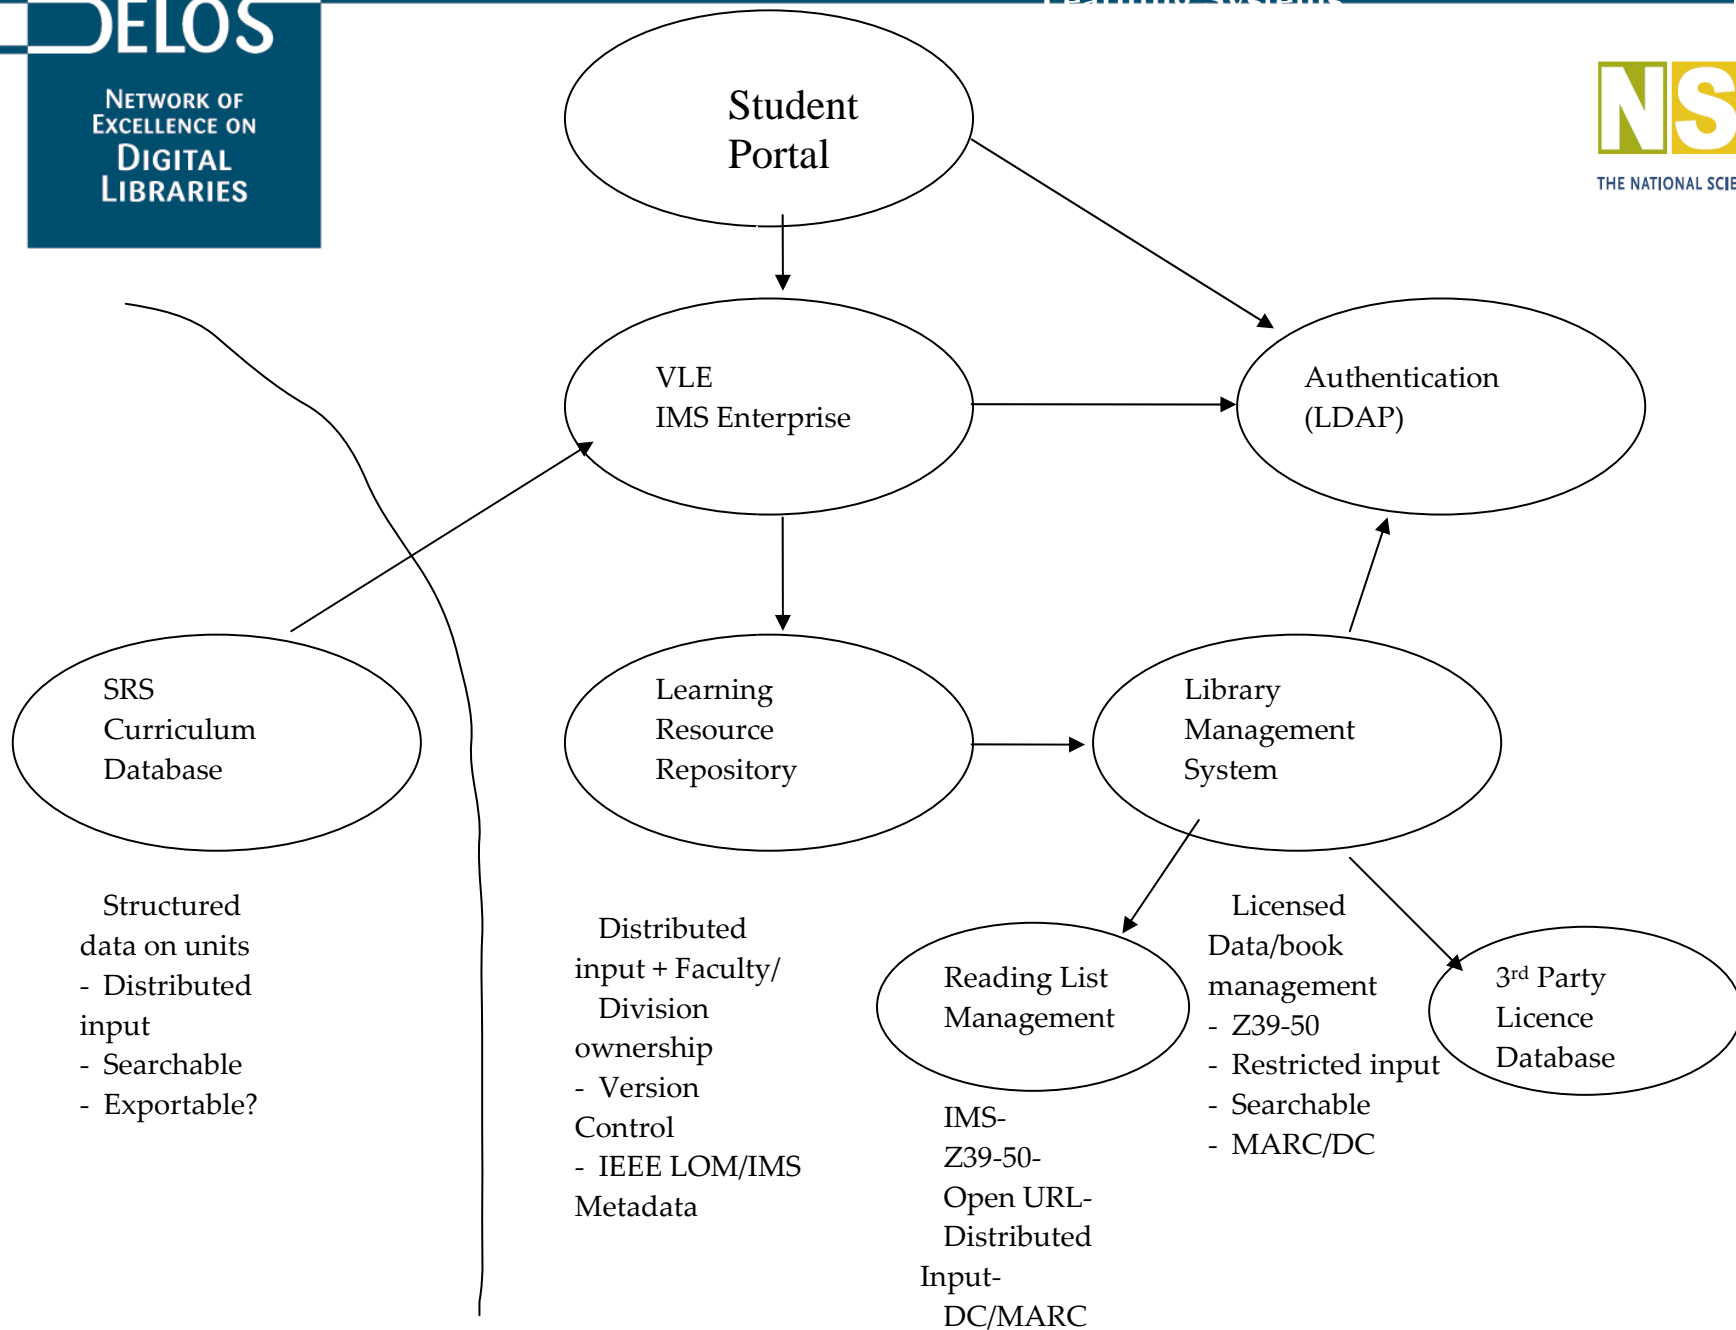 Learning Systems
DELOS
NETWORK OF
EXCELLENCE ON
DIGITAL
LIBRARIES
NS
THE NATIONAL SCIE
Student
Portal
VLE
IMS Enterprise
Authentication
(LDAP)
SRS
Curriculum
Database
Learning
Resource
Repository
Library
Management
System
Structured
data on units
- Distributed
input
- Searchable
- Exportable?
Distributed
input + Faculty/
Division
ownership
- Version
Control
- IEEE LOM/IMS
Metadata
Reading List
Management
IMS-
Z39-50-
Open URL-
Distributed
Input-
DC/MARC
Licensed
Data/book
management
- Z39-50
- Restricted input
- Searchable
- MARC/DC
3rd Party
Licence
Database